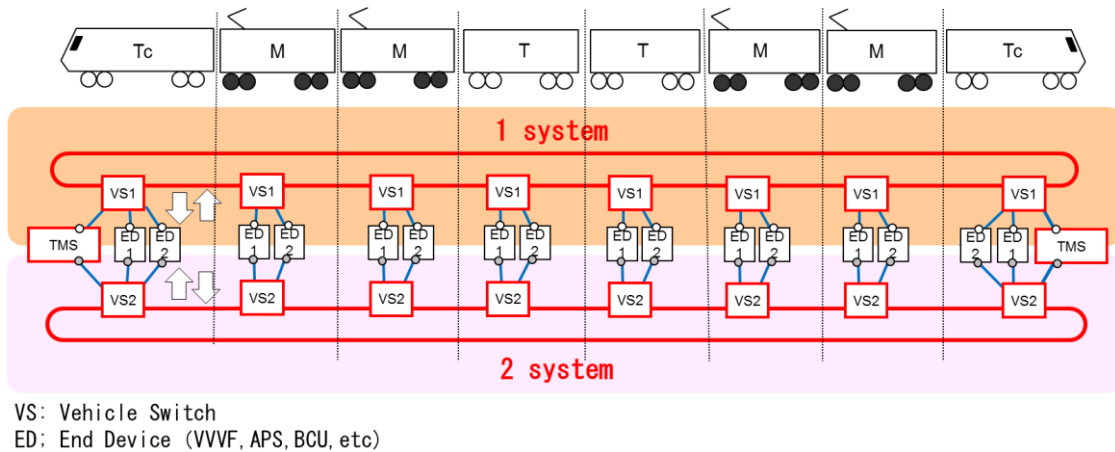 Tc M M T T M M Tc
1 system
VS1 VS1 VS1 VS1 VS1 VS1 VS1 VS1
TMS ED 1 ED 2 ED 1 ED 2 ED 1 ED 2 ED 1 ED 2 ED 1 ED 2 ED 1 ED 2 ED 1 ED 2 ED 2 ED 1 TMS
VS2 VS2 VS2 VS2 VS2 VS2 VS2 VS2
2 system
VS: Vehicle Switch
ED; End Device (VVVF, APS, BCU, etc)